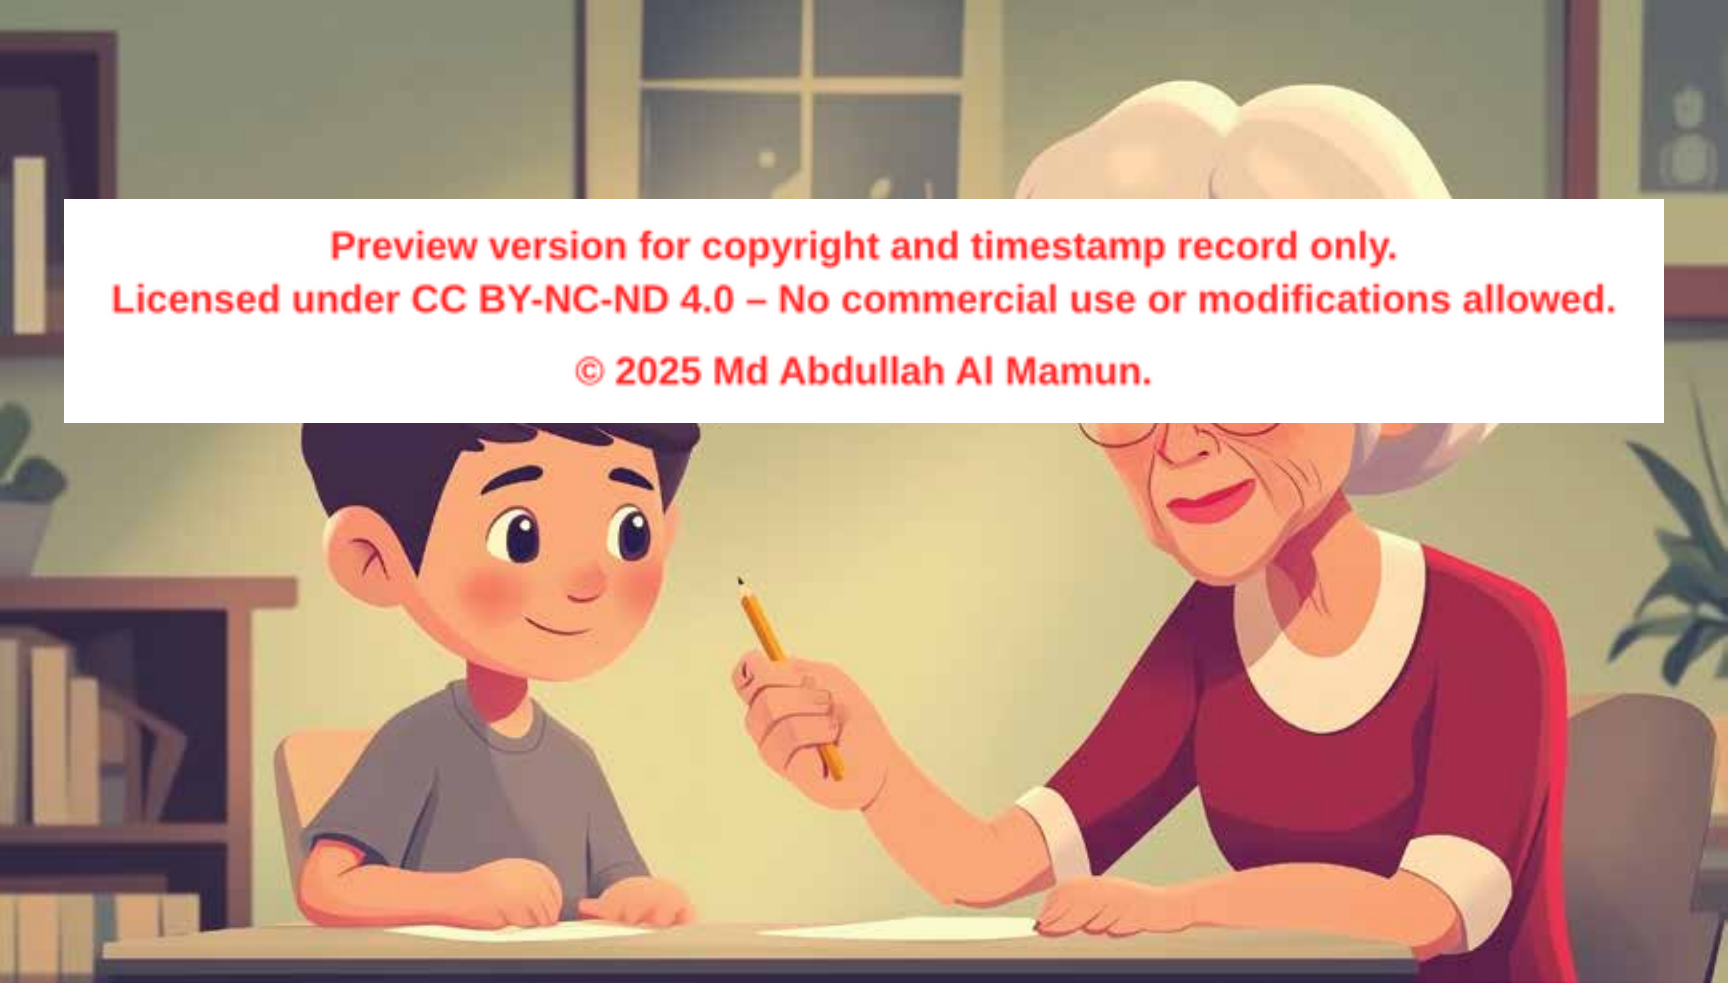 Preview version for copyright and timestamp record only.
Licensed under CC BY-NC-ND 4.0 – No commercial use or modifications allowed.
© 2025 Md Abdullah Al Mamun.